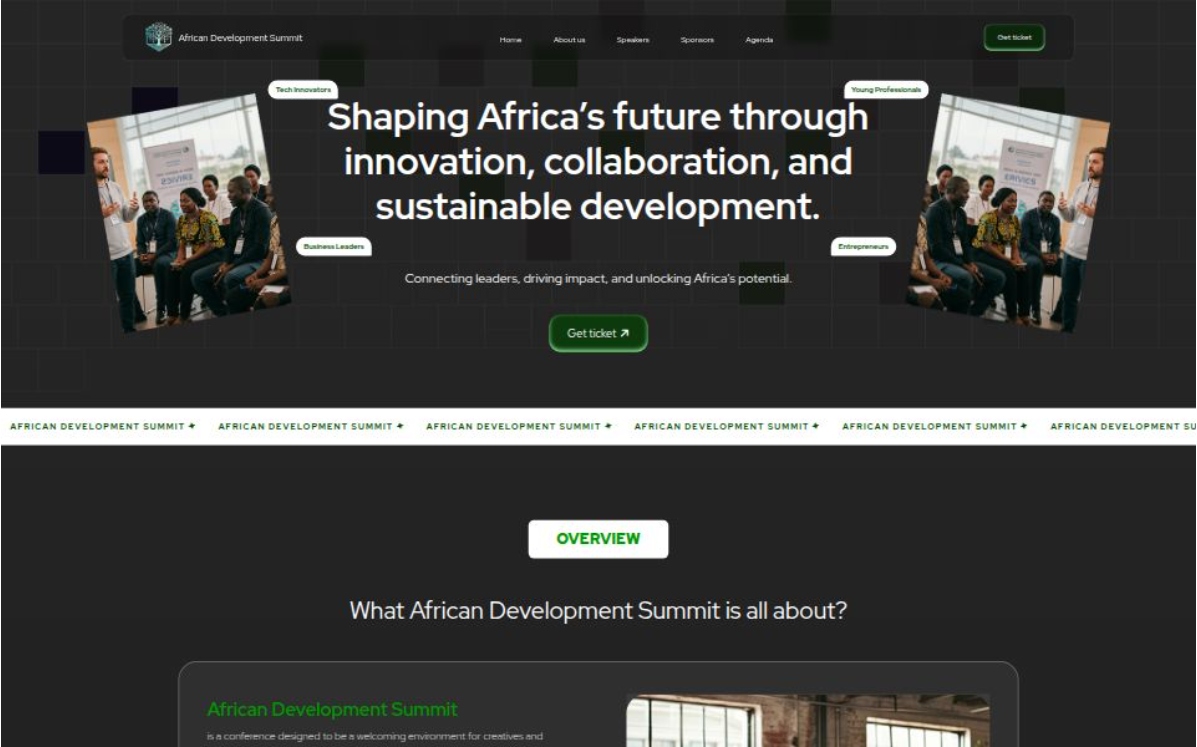 African Development Summit
Home
About us
Speakers
Sponsors
Agenda
Get ticket
Tech Innovators
Young Professionals
Shaping Africa's future through
innovation, collaboration, and
sustainable development.
Business Leaders
Entrepreneurs
Connecting leaders, driving impact, and unlocking Africa's potential.
Get ticket
AFRICAN DEVELOPMENT SUMMIT AFRICAN DEVELOPMENT SUMMIT AFRICAN DEVELOPMENT SUMMIT AFRICAN DEVELOPMENT SUMMIT AFRICAN DEVELOPMENT SUMMIT AFRICAN DEVELOPMENT SU
OVERVIEW
What African Development Summit is all about?
African Development Summit
is a conference designed to be a welcoming environment for creatives and